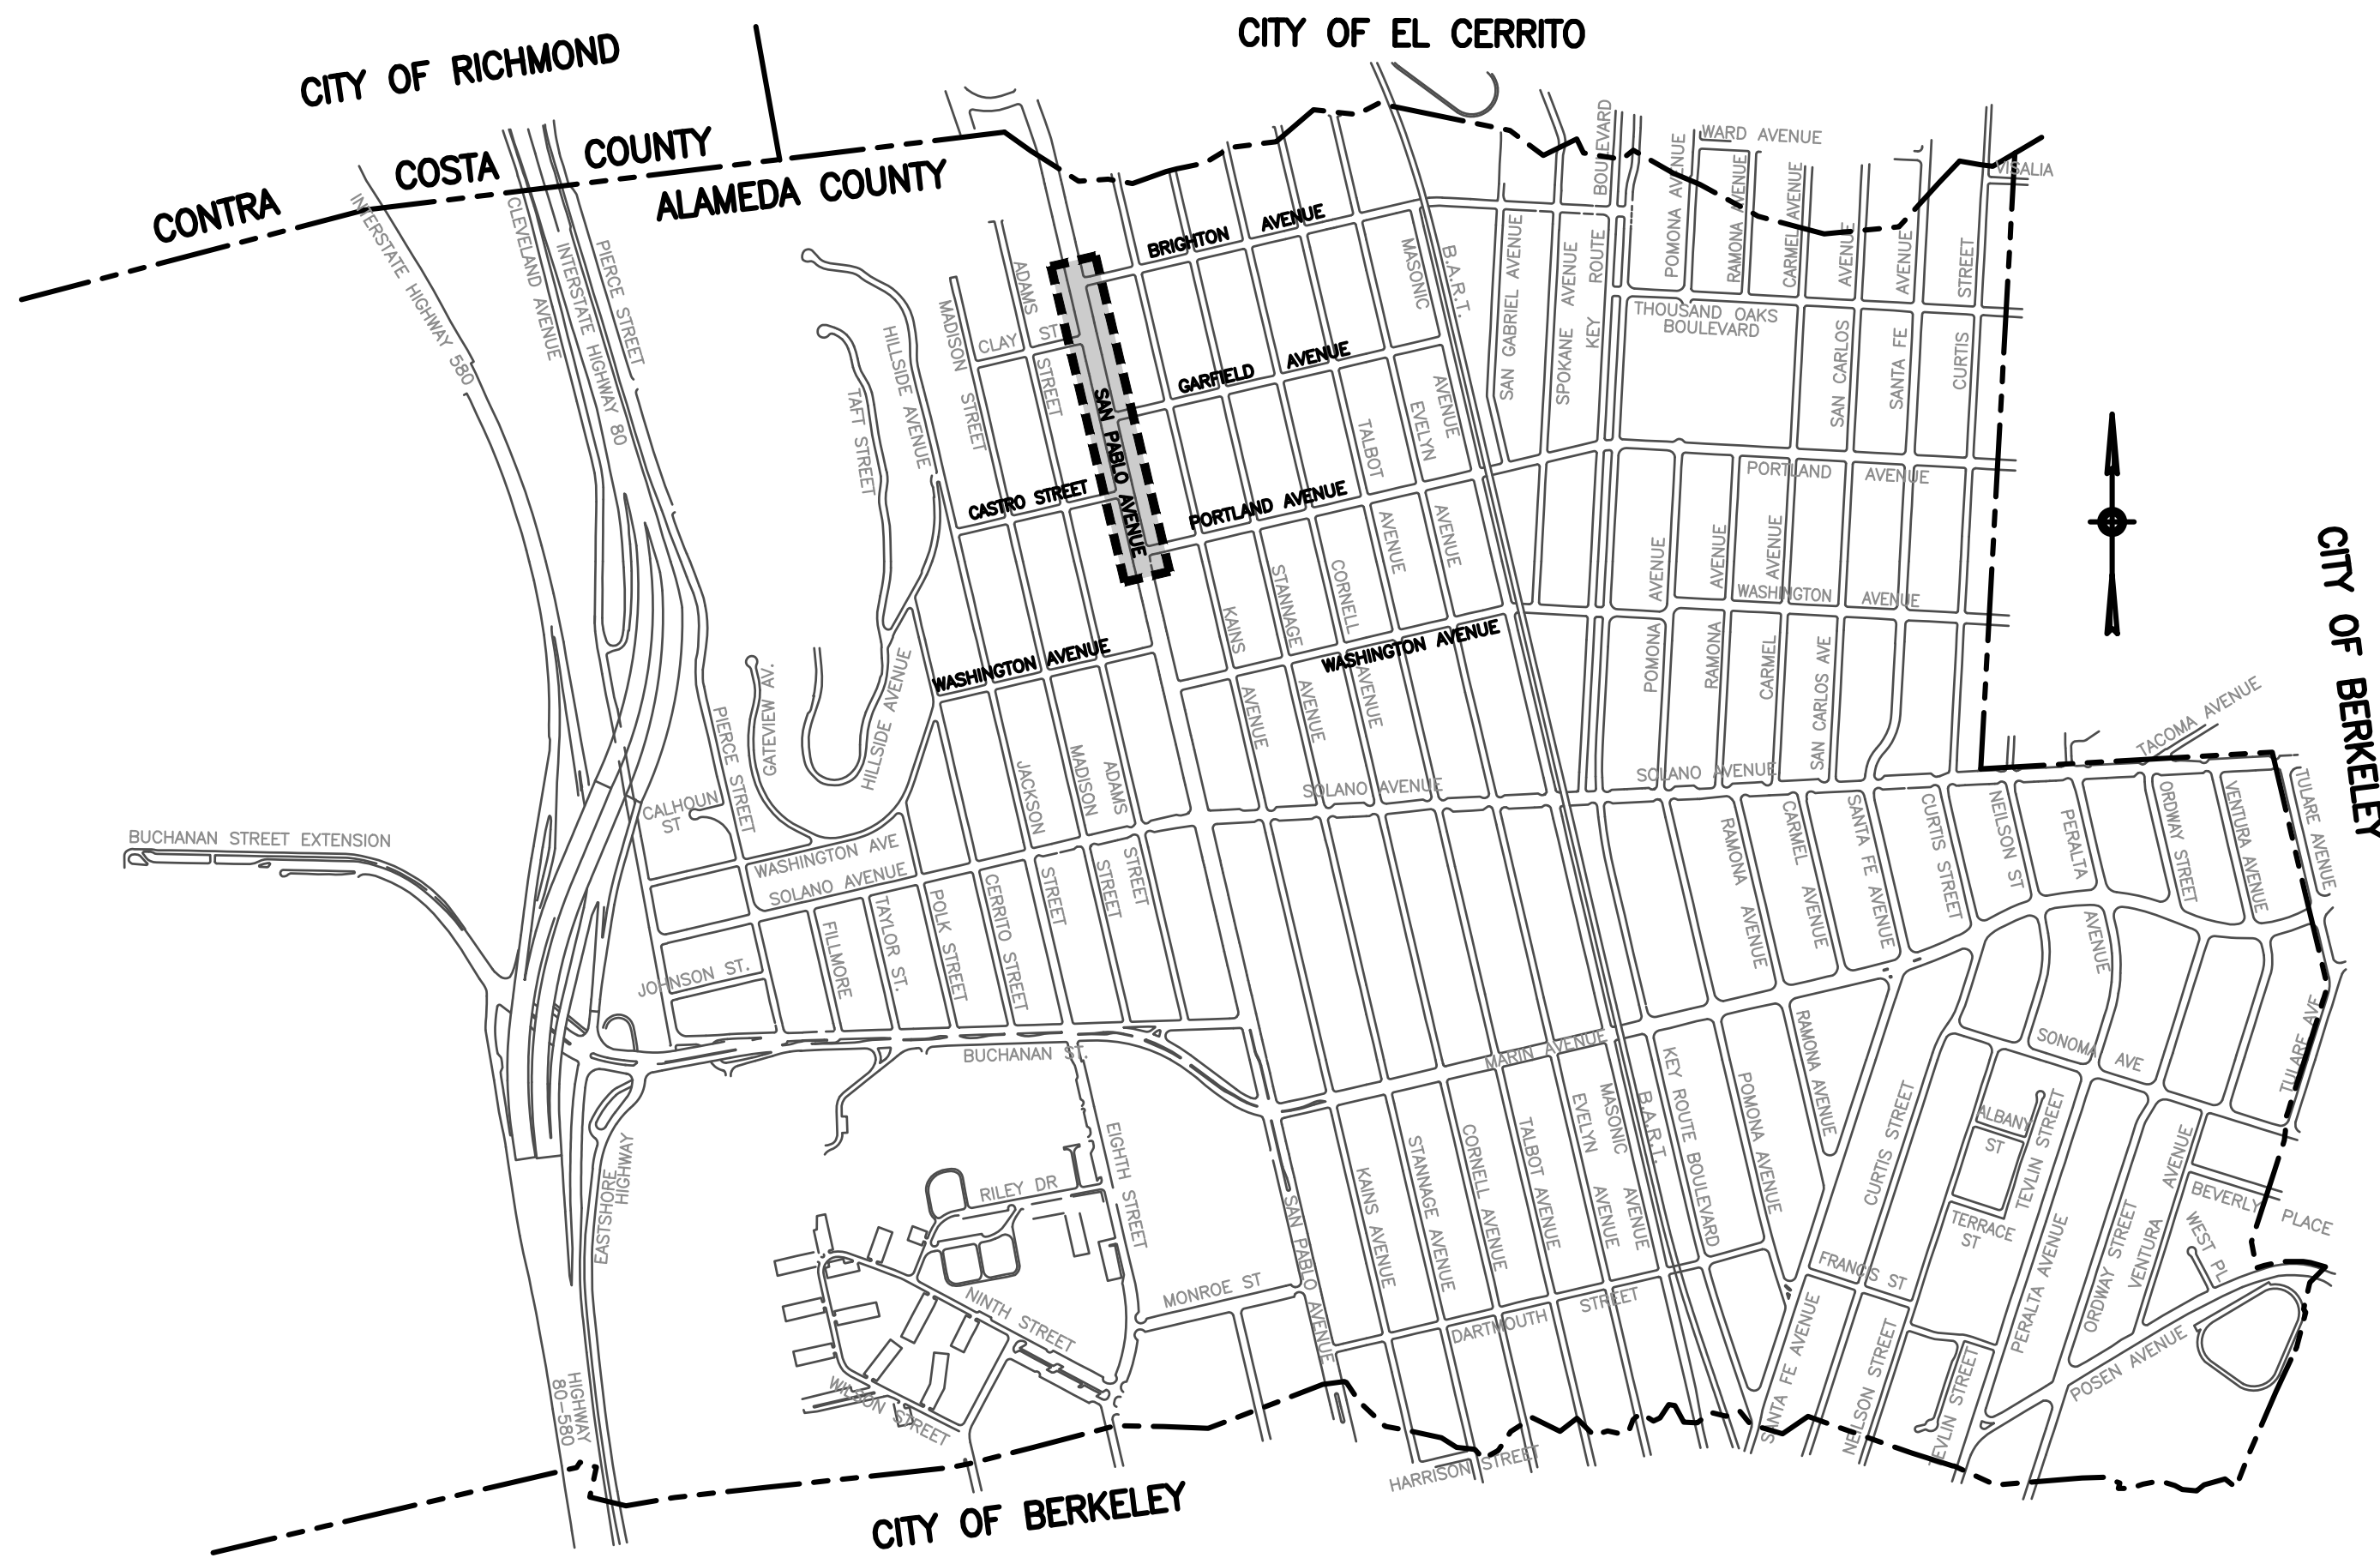 CITY OF RICHMOND
CITY OF EL CERRITO
CONTRA COSTA COUNTY
ALAMEDA COUNTY
INTERSTATE HIGHWAY 580
CLEVELAND AVENUE
INTERSTATE HIGHWAY 80
PIERCE STREET
TAFT STREET
HILLSIDE AVENUE
MADISON STREET
ADAMS STREET
CLAY ST
BRIGHTON AVENUE
GARFIELD AVENUE
SAN PABLO AVENUE
CASTRO STREET
PORTLAND AVENUE
WASHINGTON AVENUE
WASHINGTON AVENUE
MASONIC AVENUE
B.A.R.T.
EVELYN AVENUE
TALBOT AVENUE
CORNELL AVENUE
STANNAGE AVENUE
KAINS AVENUE
SAN GABRIEL AVENUE
SPOKANE AVENUE
KEY ROUTE BOULEVARD
POMONA AVENUE
WARD AVENUE
RAMONA AVENUE
CARMEL AVENUE
SAN CARLOS AVENUE
SANTA FE AVENUE
CURTIS STREET
VISALIA
THOUSAND OAKS
BOULEVARD
PORTLAND AVENUE
POMONA AVENUE
RAMONA AVENUE
CARMEL AVENUE
WASHINGTON AVENUE
SAN CARLOS AVE
CITY OF BERKELEY
TACOMA AVENUE
GATEVIEW AV.
HILLSIDE AVENUE
PIERCE STREET
CALHOUN
ST
WASHINGTON AVE
SOLANO AVENUE
JACKSON STREET
MADISON STREET
ADAMS STREET
SOLANO AVENUE
SOLANO AVENUE
BUCHANAN STREET EXTENSION
JOHNSON ST.
FILLMORE
TAYLOR ST.
POLK STREET
CERRITO STREET
BUCHANAN ST.
MARIN AVENUE
RAMONA AVENUE
CARMEL AVENUE
SANTA FE AVENUE
CURTIS STREET
NEILSON ST
PERALTA AVENUE
ORDWAY STREET
VENTURA AVENUE
TULARE AVENUE
SONOMA AVE
TULARE AVE
EASTSHORE
HIGHWAY
RILEY DR
EIGHTH STREET
NINTH STREET
WILSON STREET
MONROE ST
SAN PABLO AVENUE
KAINS AVENUE
STANNAGE AVENUE
CORNELL AVENUE
TALBOT AVENUE
EVELYN AVENUE
MASONIC AVENUE
B.A.R.T.
KEY ROUTE BOULEVARD
POMONA AVENUE
RAMONA AVENUE
CURTIS STREET
ALBANY
ST
TEVLIN STREET
TERRACE
ST
FRANCIS ST
DARTMOUTH STREET
SANTA FE AVENUE
NEILSON STREET
TEVLIN STREET
PERALTA AVENUE
ORDWAY STREET
VENTURA AVENUE
WEST PL
BEVERLY PLACE
POSEN AVENUE
HARRISON STREET
HIGHWAY
80-580
CITY OF BERKELEY